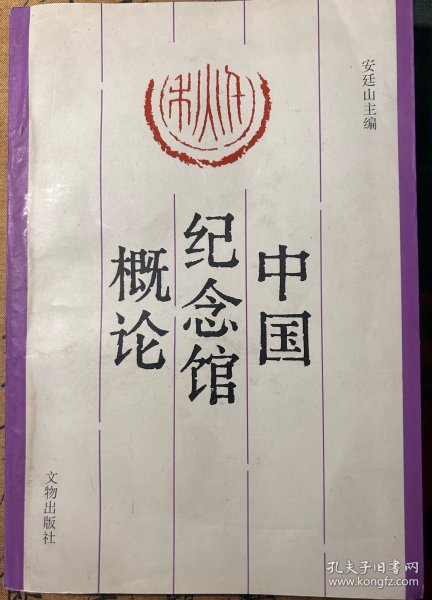 安廷山主编
中国
纪念馆
概论
文物出版社
孔夫子旧书网
www.kongfz.com